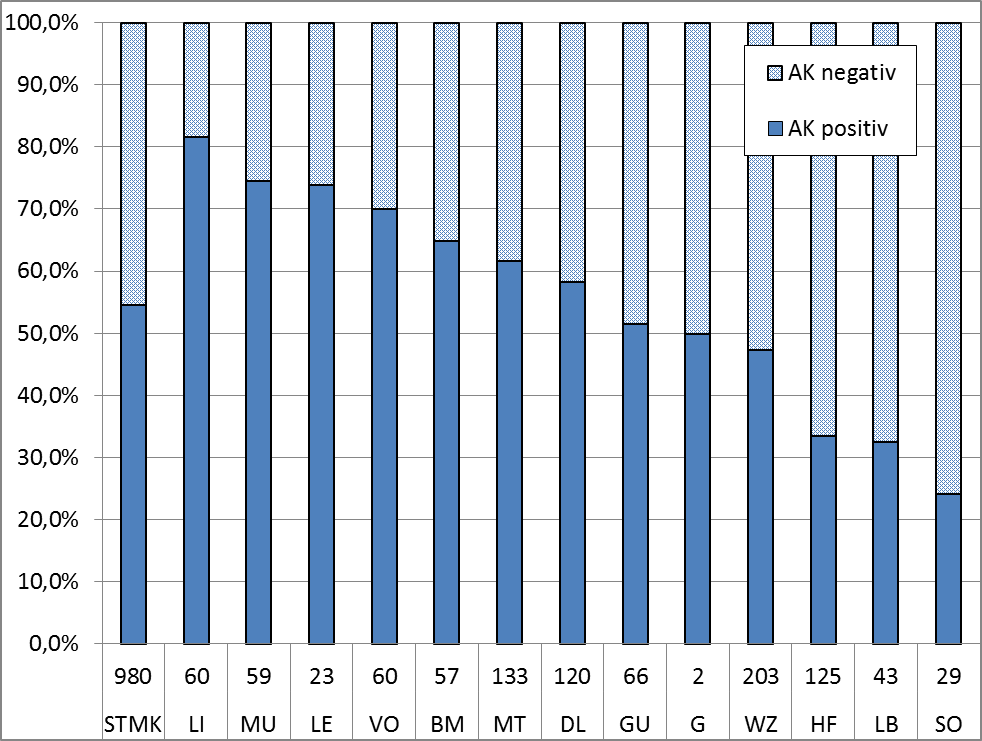 100,0%
90,0%
80,0%
70,0%
60,0%
50,0%
40,0%
30,0%
20,0%
10,0%
0,0%
AK negativ
AK positiv
980 60 59 23 60 57 133 120 66 2 203 125 43 29
STMK LI MU LE VO BM MT DL GU G WZ HF LB SO